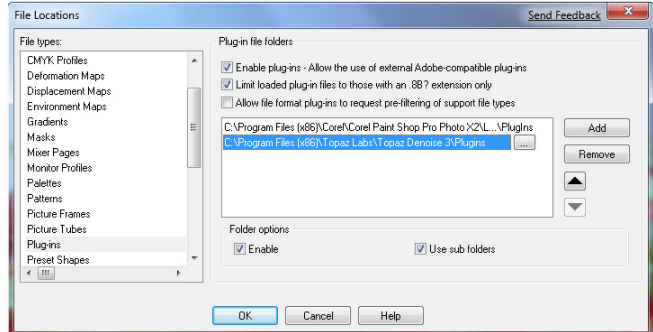 File Locations
Send Feedback
File types:
CMYK Profiles
Deformation Maps
Displacement Maps
Environment Maps
Gradients
Masks
Mixer Pages
Monitor Profiles
Palettes
Patterns
Picture Frames
Picture Tubes
Plug-ins
Preset Shapes
Plug-in file folders
Enable plug-ins - Allow the use of external Adobe-compatible plug-ins
Limit loaded plug-in files to those with an .8B? extension only
Allow file format plug-ins to request pre-filtering of support file types
C:\Program Files (x86)\Corel\Corel Paint Shop Pro Photo X2\L...\PlugIns
C:\Program Files (x86)\Topaz Labs\Topaz Denoise 3\Plugins
...
Add
Remove
Folder options
Enable
Use sub folders
OK
Cancel
Help